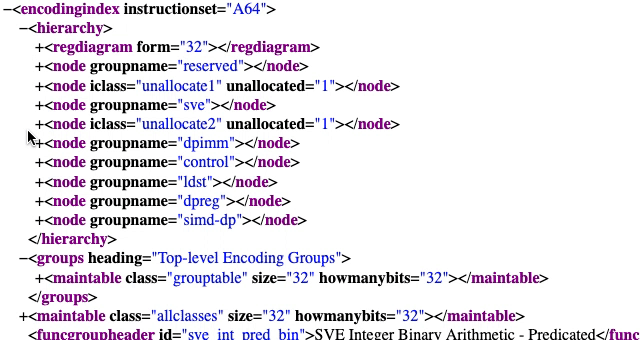 −<encodingindex instructionset="A64">
−<hierarchy>
+<regdiagram form="32"></regdiagram>
+<node groupname="reserved"></node>
+<node iclass="unallocate1" unallocated="1"></node>
+<node groupname="sve"></node>
+<node iclass="unallocate2" unallocated="1"></node>
+<node groupname="dpimm"></node>
+<node groupname="control"></node>
+<node groupname="ldst"></node>
+<node groupname="dpreg"></node>
+<node groupname="simd-dp"></node>
</hierarchy>
−<groups heading="Top-level Encoding Groups">
+<maintable class="grouptable" size="32" howmanybits="32"></maintable>
</groups>
+<maintable class="allclasses" size="32" howmanybits="32"></maintable>
<funcgroupheader id="sve_int_pred_bin">SVE Integer Binary Arithmetic - Predicated</func